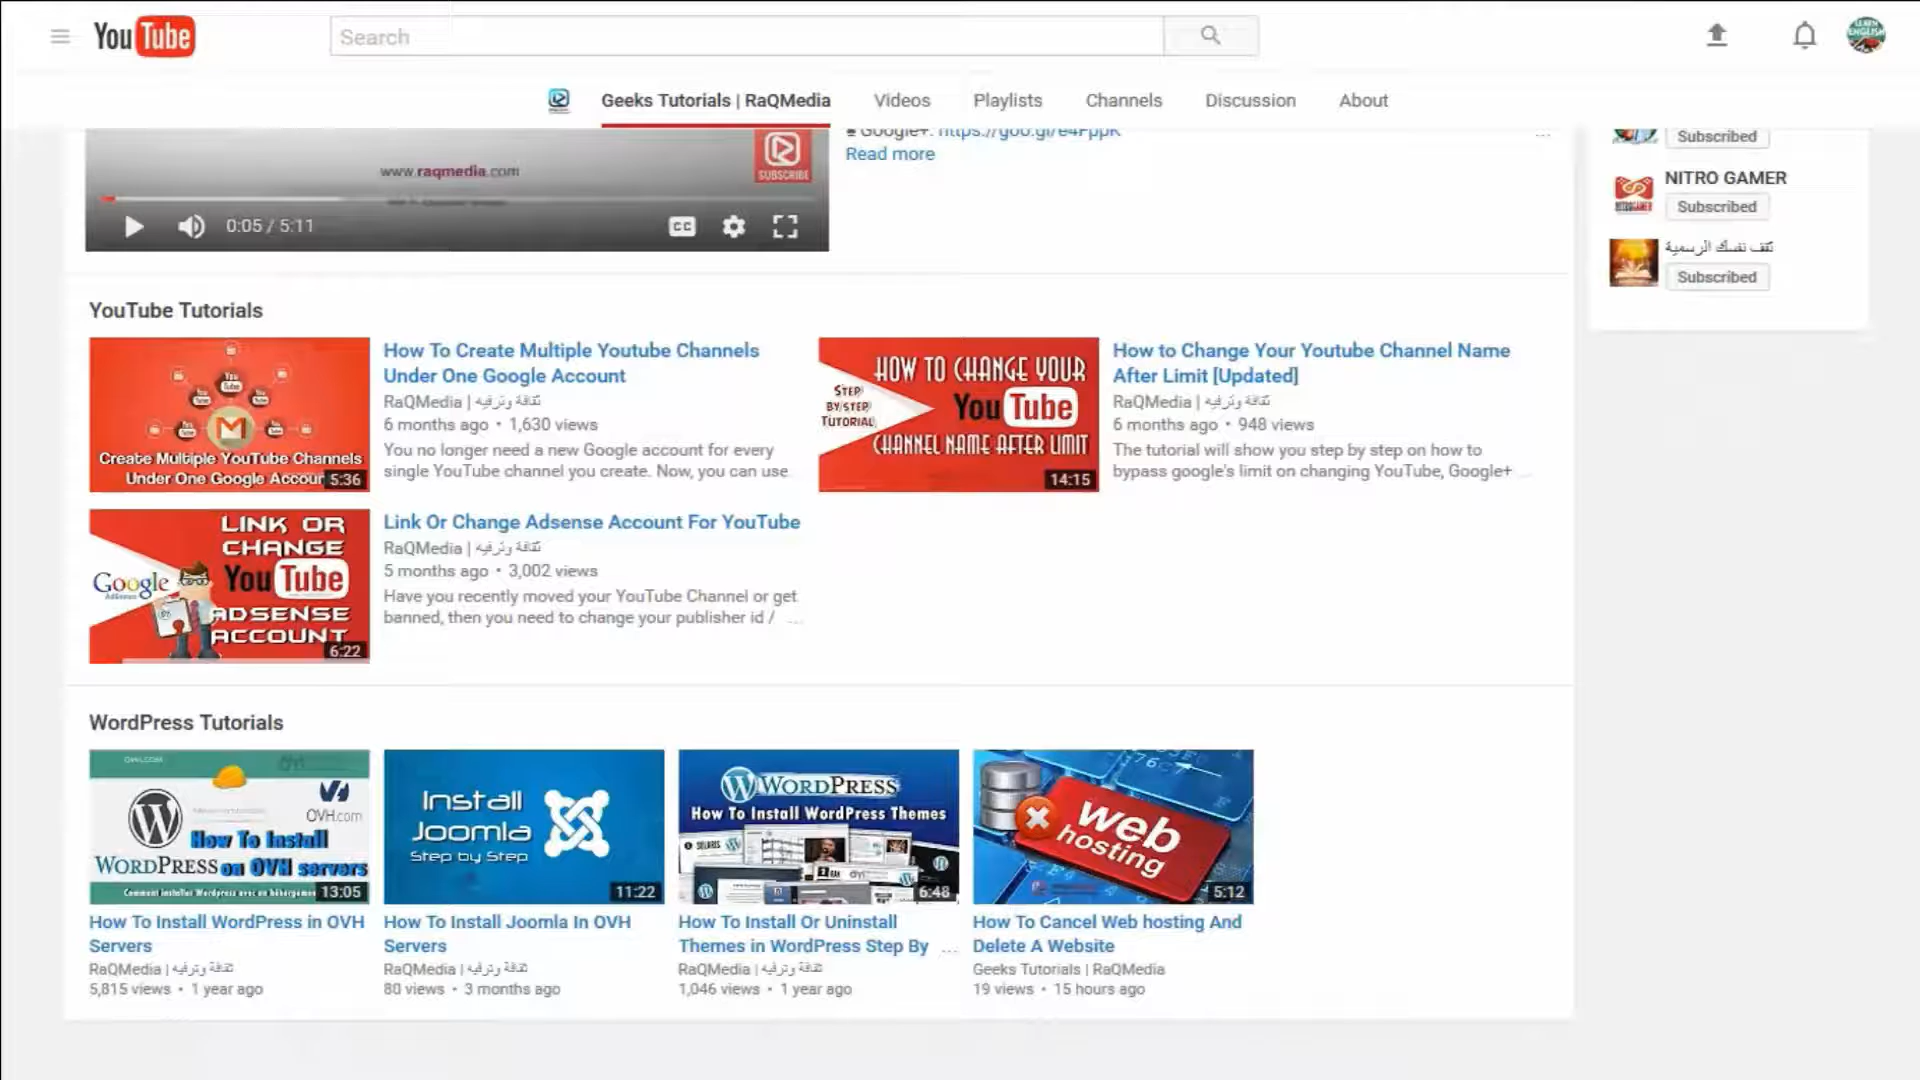 YouTube
Search
Geeks Tutorials | RaQMedia
Videos
Playlists
Channels
Discussion
About
Google+: https://goo.gl/e4FppK
...
Read more
www.raqmedia.com
SUBSCRIBE
0:05 / 5:11
CC
Subscribed
NITRO GAMER
Subscribed
ثقف نفسك الرسمية
Subscribed
YouTube Tutorials
Create Multiple YouTube Channels
Under One Google Accoun
5:36
How To Create Multiple Youtube Channels
Under One Google Account
RaQMedia | ثقافة وترفيه
6 months ago • 1,630 views
You no longer need a new Google account for every
single YouTube channel you create. Now, you can use
HOW TO CHANGE YOUR
STEP
BY STEP
TUTORIAL
YouTube
CHANNEL NAME AFTER LIMIT
14:15
How to Change Your Youtube Channel Name
After Limit [Updated]
RaQMedia | ثقافة وترفيه
6 months ago • 948 views
The tutorial will show you step by step on how to
bypass google's limit on changing YouTube, Google+ ...
LINK OR
CHANGE
Google
AdSense
YouTube
ADSENSE
ACCOUNT
6:22
Link Or Change Adsense Account For YouTube
RaQMedia | ثقافة وترفيه
5 months ago • 3,002 views
Have you recently moved your YouTube Channel or get
banned, then you need to change your publisher id / ...
WordPress Tutorials
OVH.com
How To Install
WORDPRESS on OVH servers
13:05
Install
Joomla
Step by Step
11:22
WORDPRESS
How To Install WordPress Themes
6:48
web
hosting
5:12
How To Install WordPress in OVH
Servers
RaQMedia | ثقافة وترفيه
5,815 views • 1 year ago
How To Install Joomla In OVH
Servers
RaQMedia | ثقافة وترفيه
80 views • 3 months ago
How To Install Or Uninstall
Themes in WordPress Step By ...
RaQMedia | ثقافة وترفيه
1,046 views • 1 year ago
How To Cancel Web hosting And
Delete A Website
Geeks Tutorials | RaQMedia
19 views • 15 hours ago